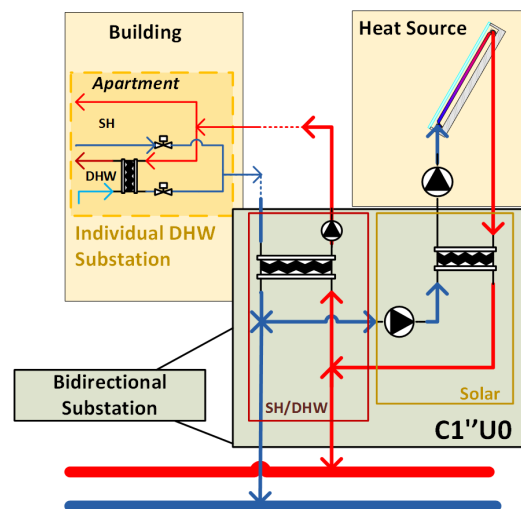 Building
Heat Source
Apartment
SH
DHW
Individual DHW
Substation
Bidirectional
Substation
SH/DHW
Solar
C1’’U0